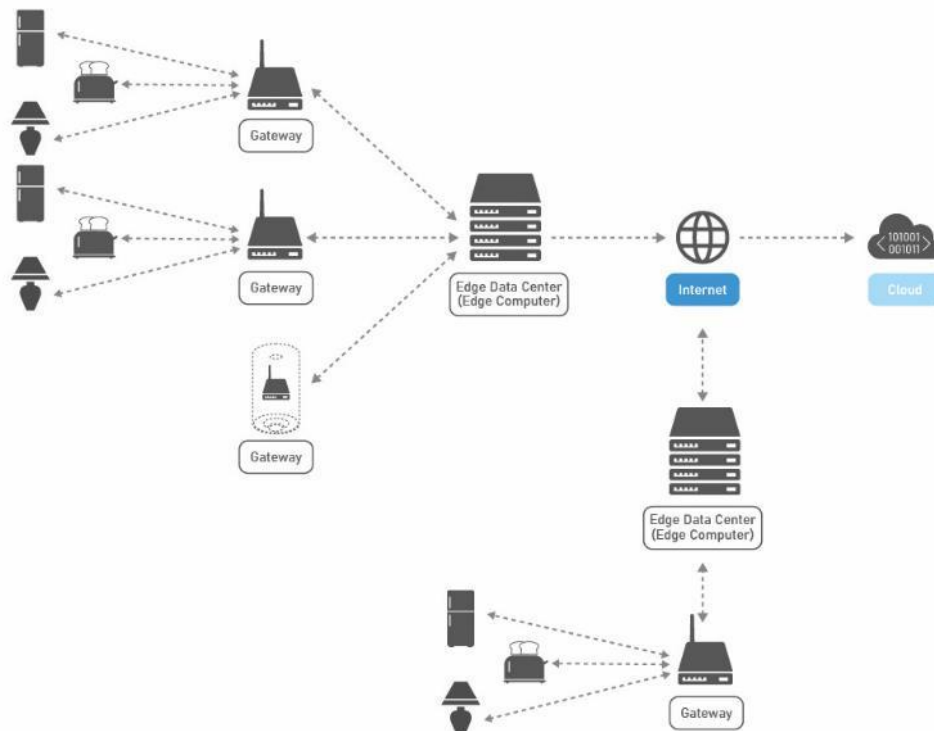 Gateway
Gateway
Edge Data Center
(Edge Computer)
Internet
101001
001011
Cloud
Gateway
Edge Data Center
(Edge Computer)
Gateway